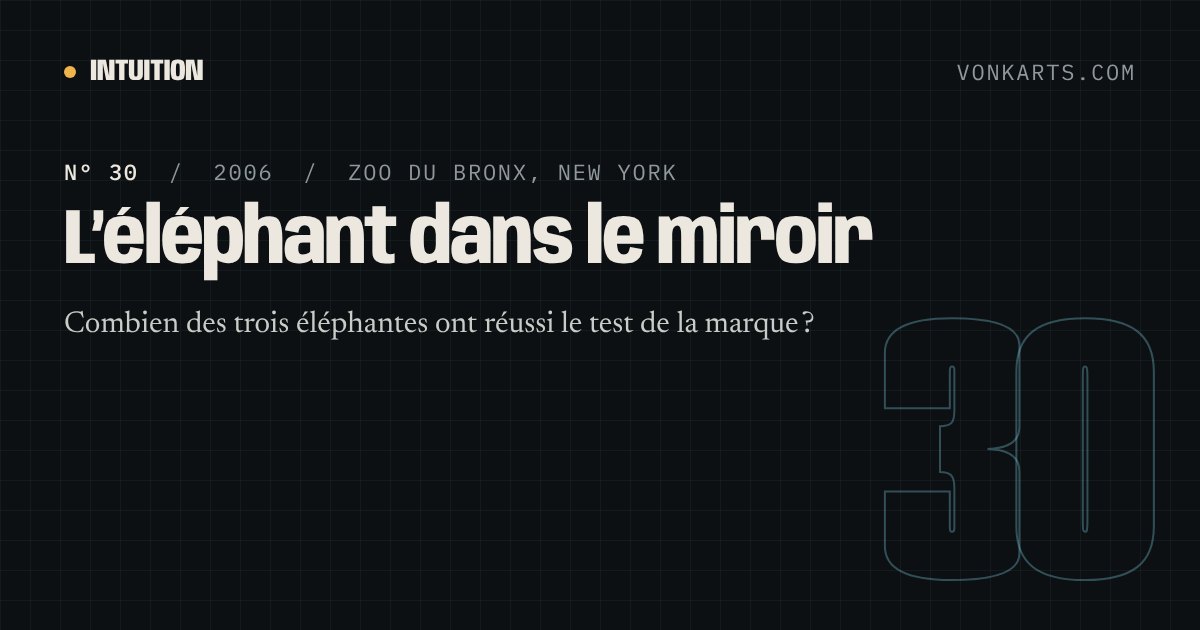 INTUITION
VONKARTS.COM
N° 30 / 2006 / ZOO DU BRONX, NEW YORK
L’éléphant dans le miroir
Combien des trois éléphantes ont réussi le test de la marque ?
30